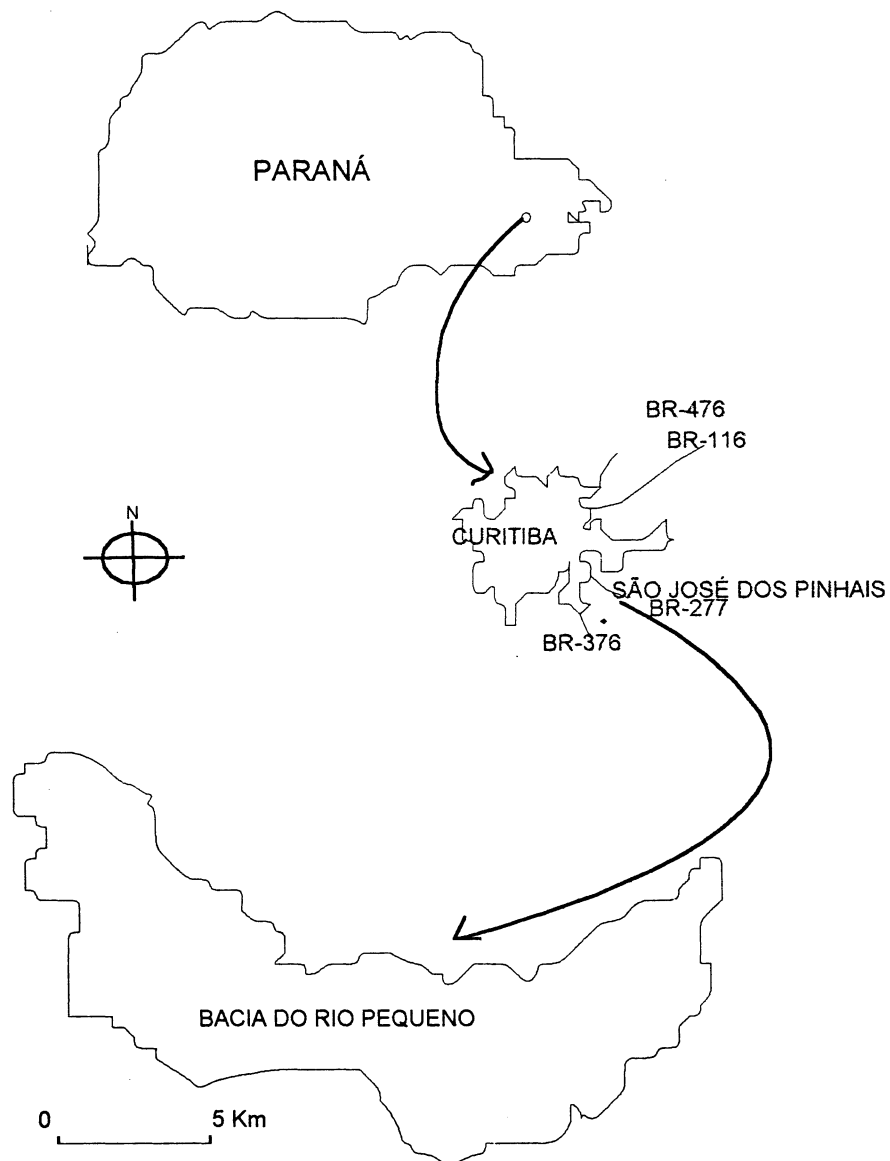 PARANÁ
BR-476
BR-116
N
CURITIBA
SÃO JOSÉ DOS PINHAIS
BR-277
BR-376
BACIA DO RIO PEQUENO
0 5 Km